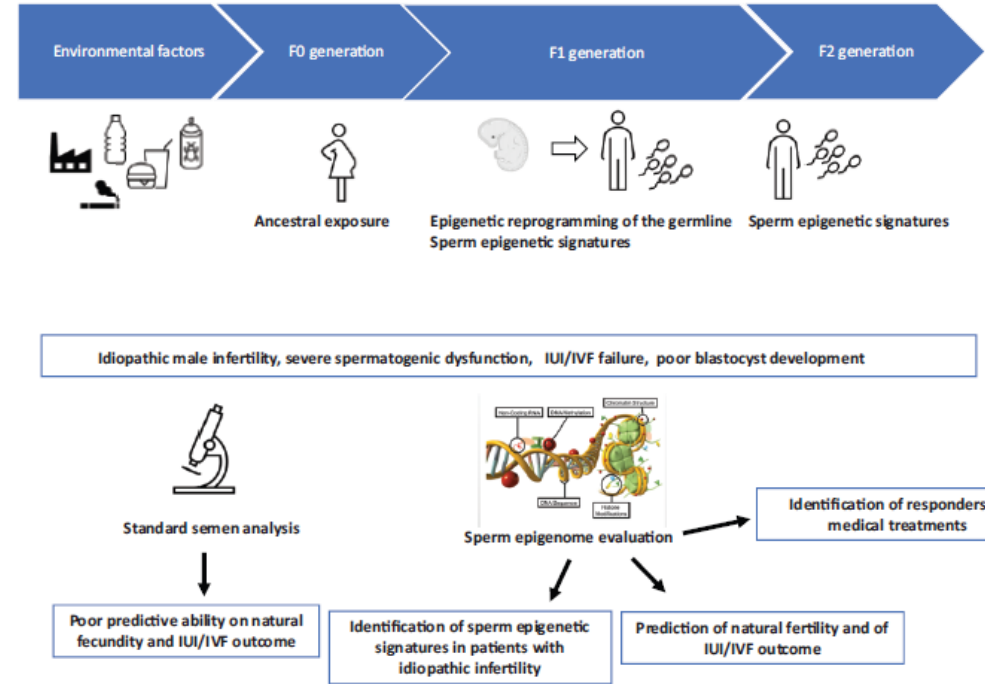 Environmental factors
F0 generation
F1 generation
F2 generation
Ancestral exposure
Epigenetic reprogramming of the germline
Sperm epigenetic signatures
Sperm epigenetic signatures
Idiopathic male infertility, severe spermatogenic dysfunction, IUI/IVF failure, poor blastocyst development
Non-Coding RNAs
DNA Methylation
Chromatin Structure
DNA Sequence
Histone
Modifications
Standard semen analysis
Sperm epigenome evaluation
Identification of responders
medical treatments
Poor predictive ability on natural
fecundity and IUI/IVF outcome
Identification of sperm epigenetic
signatures in patients with
idiopathic infertility
Prediction of natural fertility and of
IUI/IVF outcome